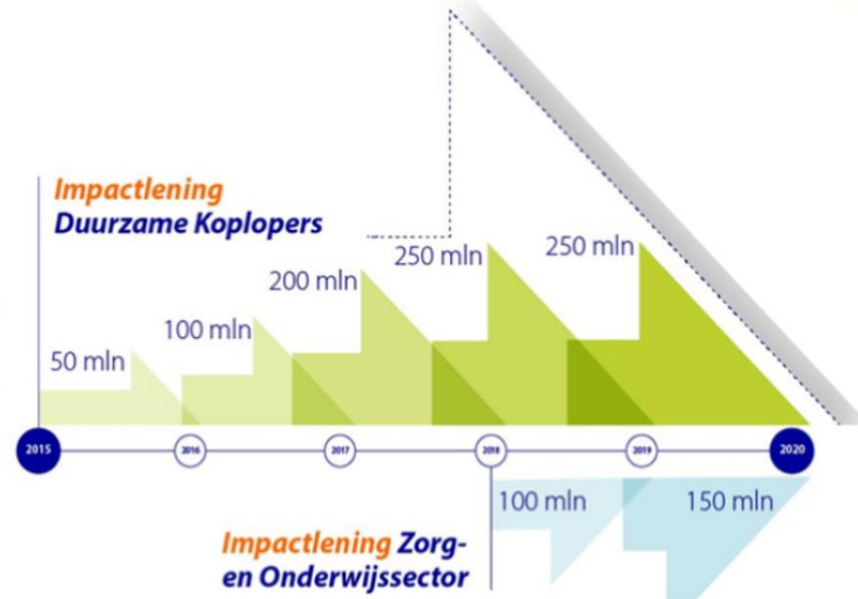 Impactlening
Duurzame Koplopers
50 mln
100 mln
200 mln
250 mln
250 mln
2015
2016
2017
2018
2019
2020
100 mln
150 mln
Impactlening Zorg-
en Onderwijssector